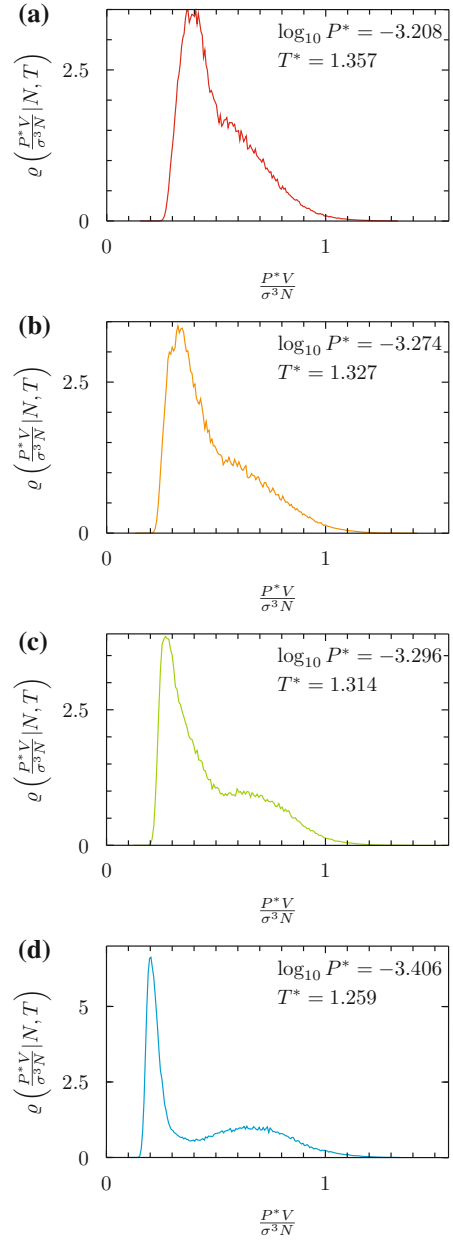 (a)
log₁₀ P* = −3.208
T* = 1.357
ϱ(P*V/σ³N|N, T)
2.5
0
0
1
P*V/σ³N
(b)
log₁₀ P* = −3.274
T* = 1.327
ϱ(P*V/σ³N|N, T)
2.5
0
0
1
P*V/σ³N
(c)
log₁₀ P* = −3.296
T* = 1.314
ϱ(P*V/σ³N|N, T)
2.5
0
0
1
P*V/σ³N
(d)
log₁₀ P* = −3.406
T* = 1.259
ϱ(P*V/σ³N|N, T)
5
2.5
0
0
1
P*V/σ³N